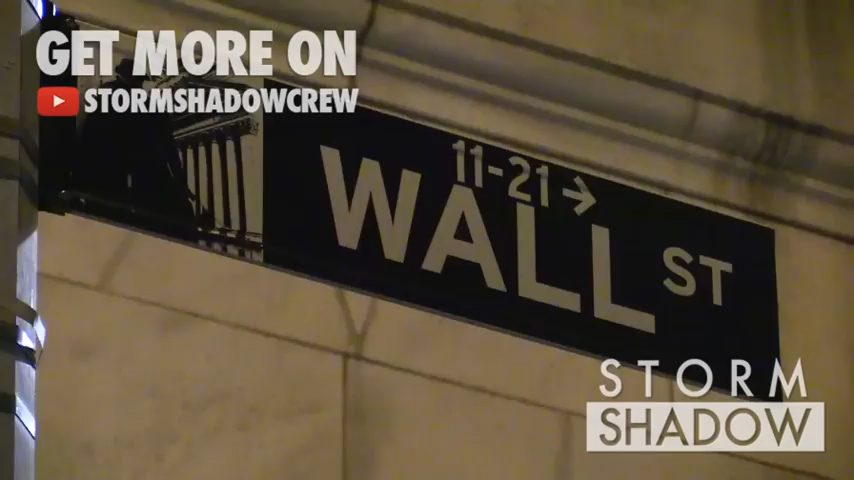 GET MORE ON
STORMSHADOWCREW
11-21 →
WALL ST
STORM
SHADOW